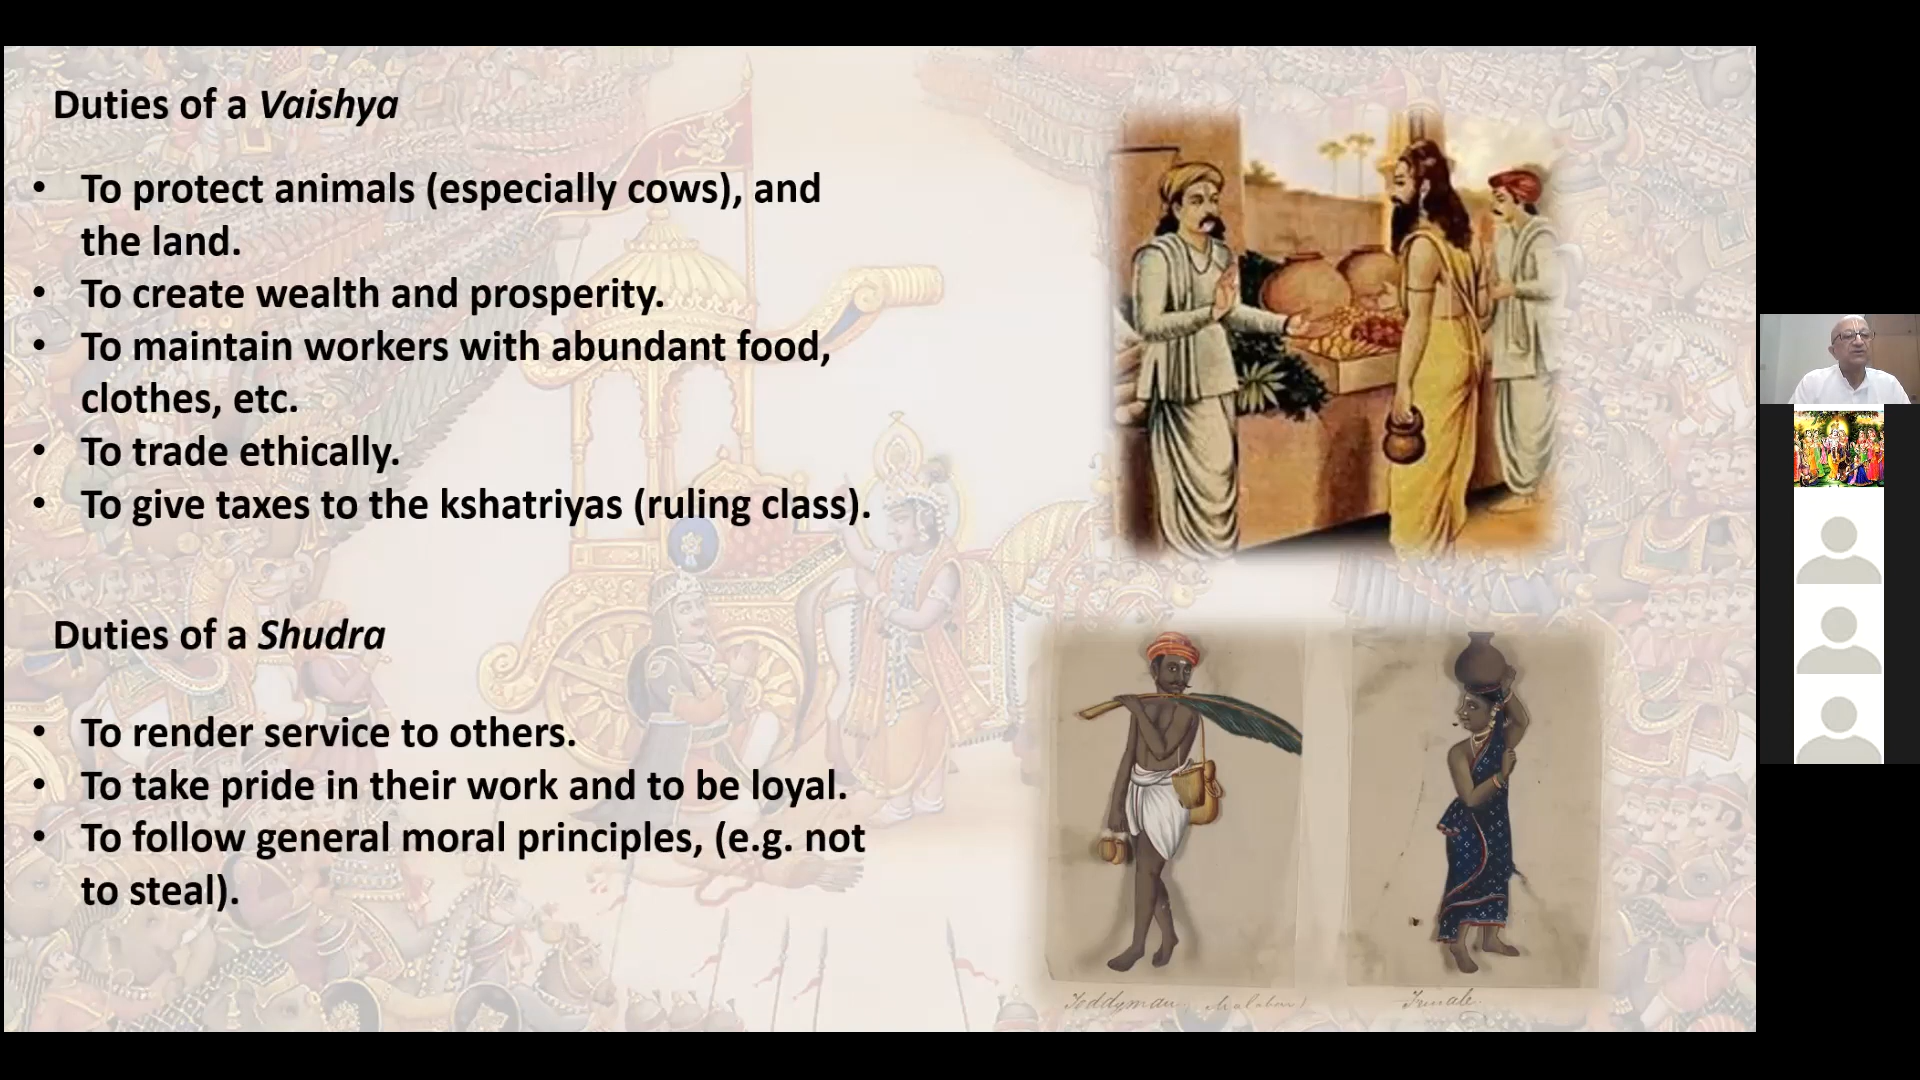 Duties of a Vaishya
• To protect animals (especially cows), and
the land.
• To create wealth and prosperity.
• To maintain workers with abundant food,
clothes, etc.
• To trade ethically.
• To give taxes to the kshatriyas (ruling class).
Duties of a Shudra
• To render service to others.
• To take pride in their work and to be loyal.
• To follow general moral principles, (e.g. not
to steal).
Toddyman, Malabar
Female